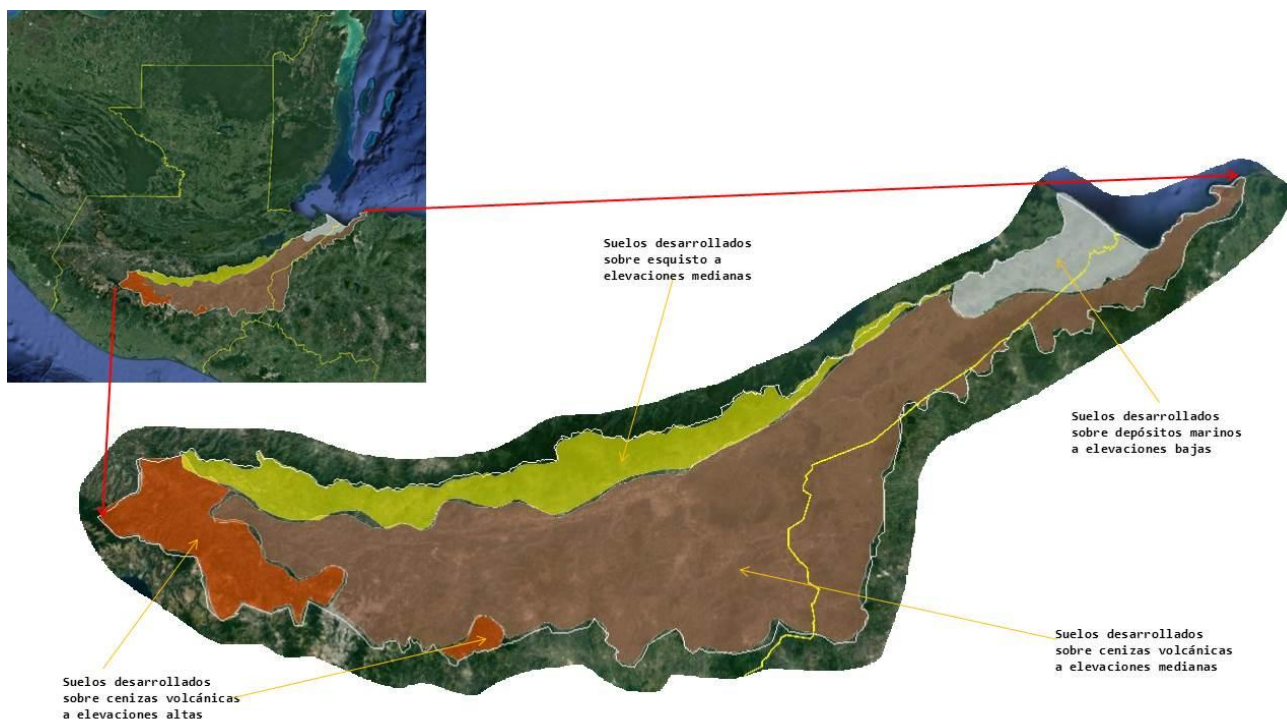 Suelos desarrollados
sobre esquisto a
elevaciones medianas
Suelos desarrollados
sobre depósitos marinos
a elevaciones bajas
Suelos desarrollados
sobre cenizas volcánicas
a elevaciones medianas
Suelos desarrollados
sobre cenizas volcánicas
a elevaciones altas